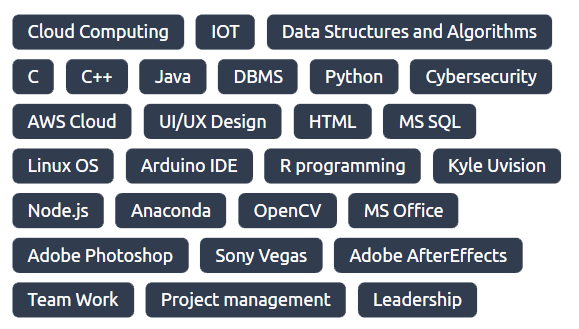 Cloud Computing IOT Data Structures and Algorithms
C C++ Java DBMS Python Cybersecurity
AWS Cloud UI/UX Design HTML MS SQL
Linux OS Arduino IDE R programming Kyle Uvision
Node.js Anaconda OpenCV MS Office
Adobe Photoshop Sony Vegas Adobe AfterEffects
Team Work Project management Leadership